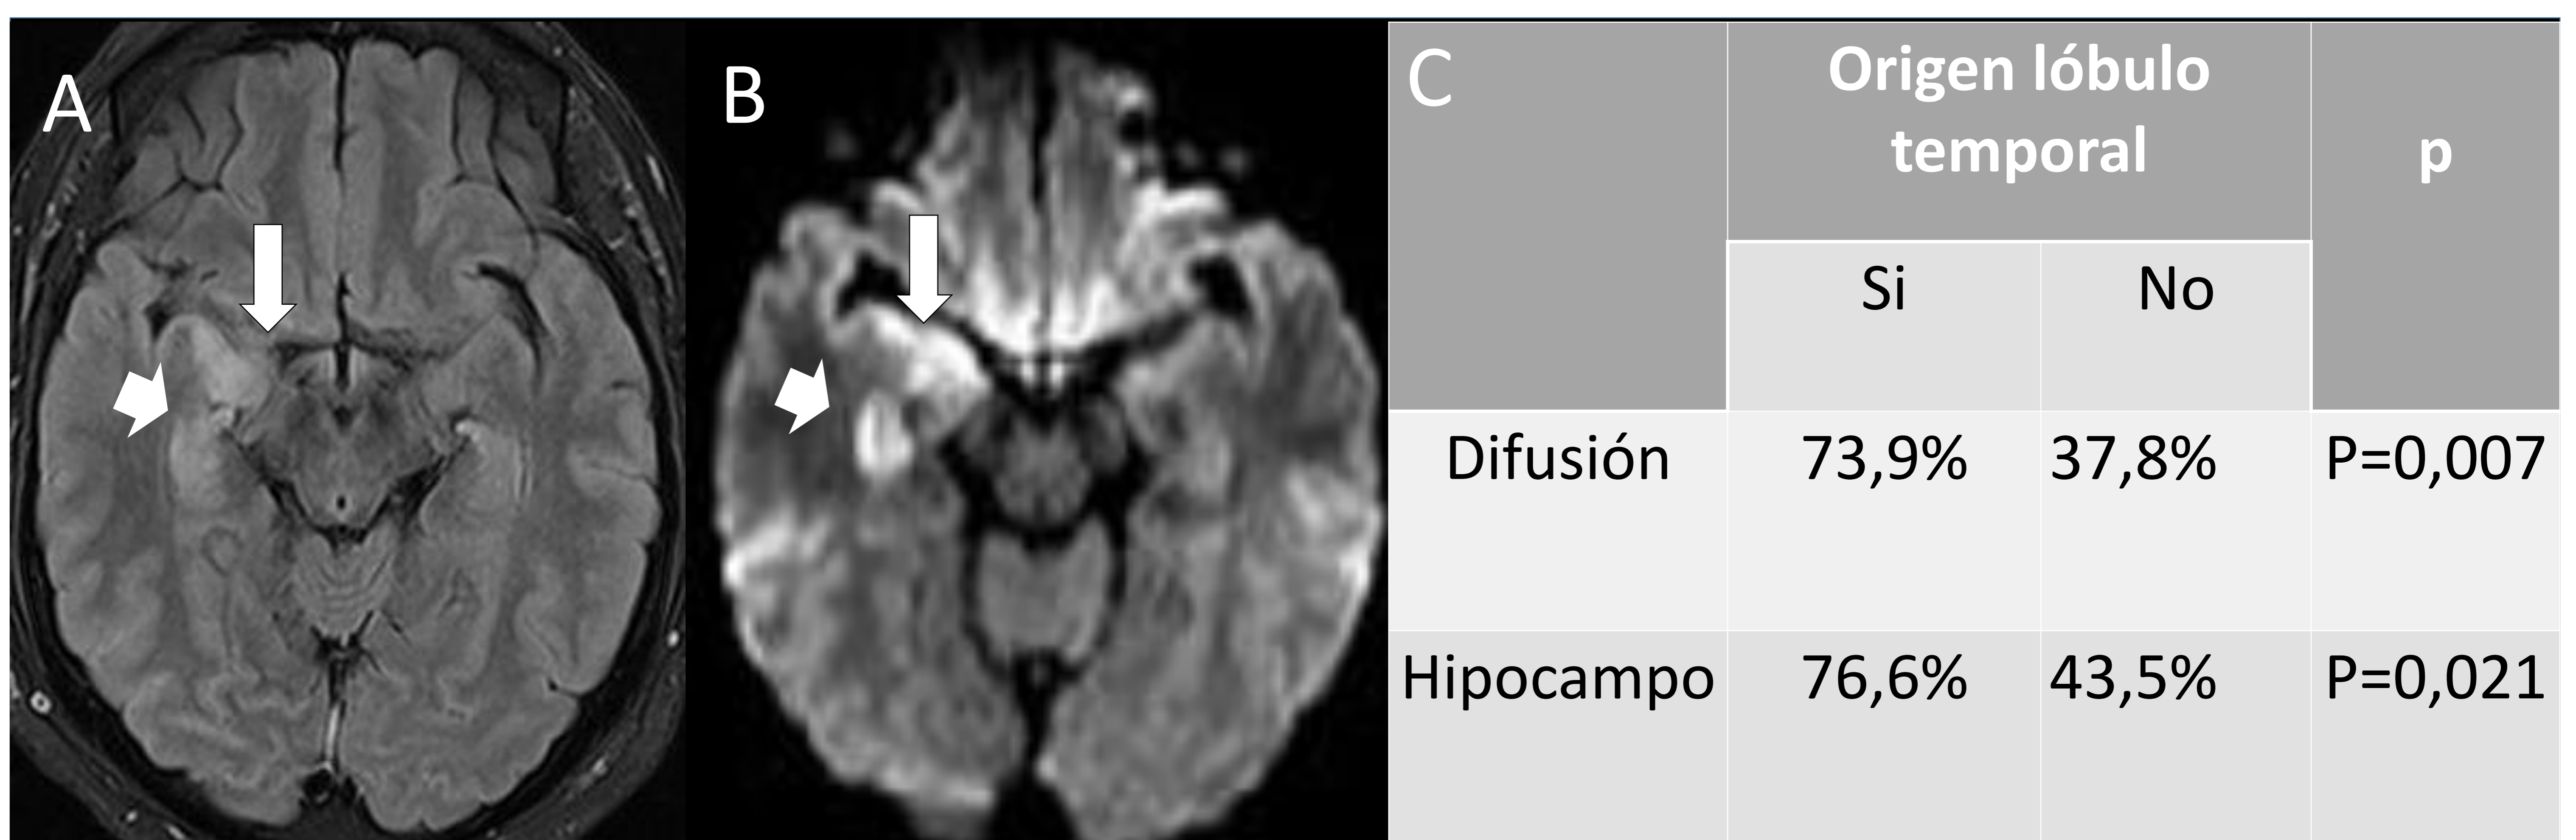 A
B
C
Origen lóbulo
temporal
p
Si
No
Difusión
73,9%
37,8%
P=0,007
Hipocampo
76,6%
43,5%
P=0,021